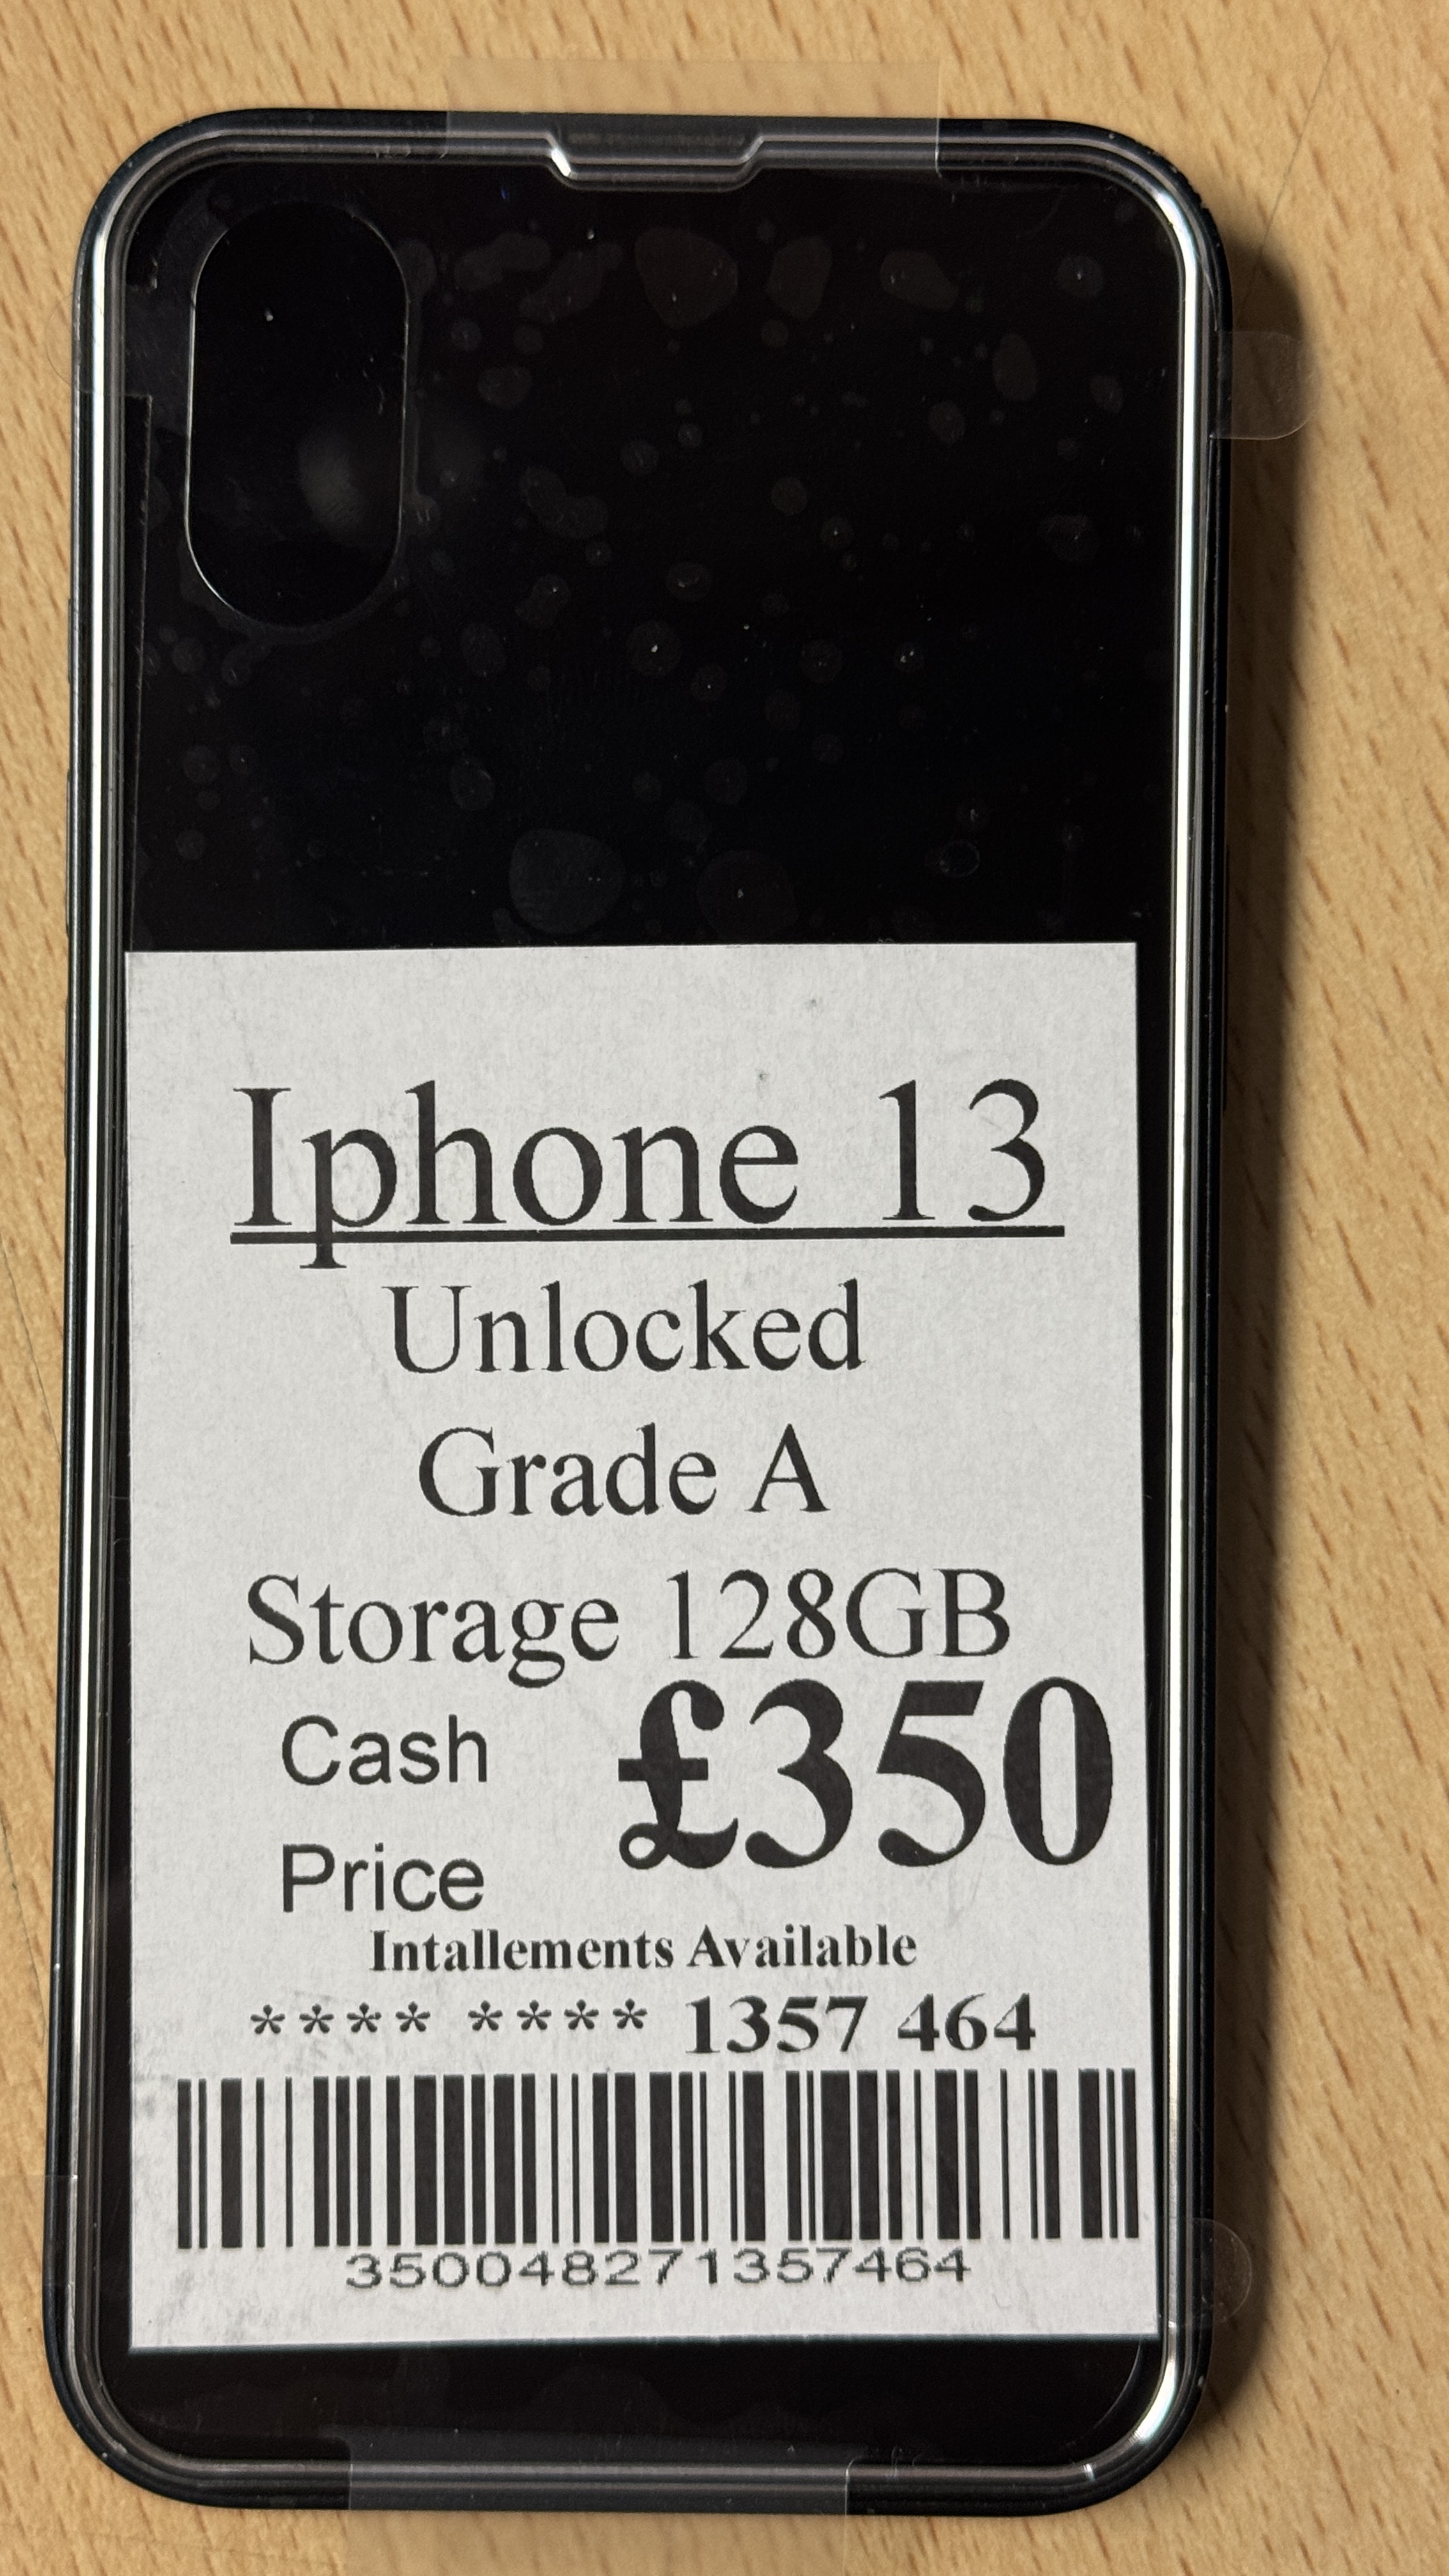 Iphone 13
Unlocked
Grade A
Storage 128GB
Cash
Price
£350
Intallements Available
**** **** 1357 464
350048271357464